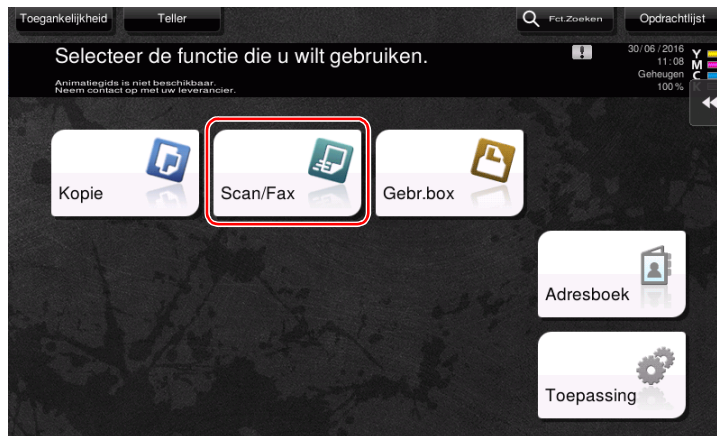 Toegankelijkheid
Teller
Fct.Zoeken
Opdrachtlijst
Selecteer de functie die u wilt gebruiken.
Animatiegids is niet beschikbaar.
Neem contact op met uw leverancier.
30/06/2016
11:08
Geheugen
100 %
Y
M
C
K
Kopie
Scan/Fax
Gebr.box
Adresboek
Toepassing